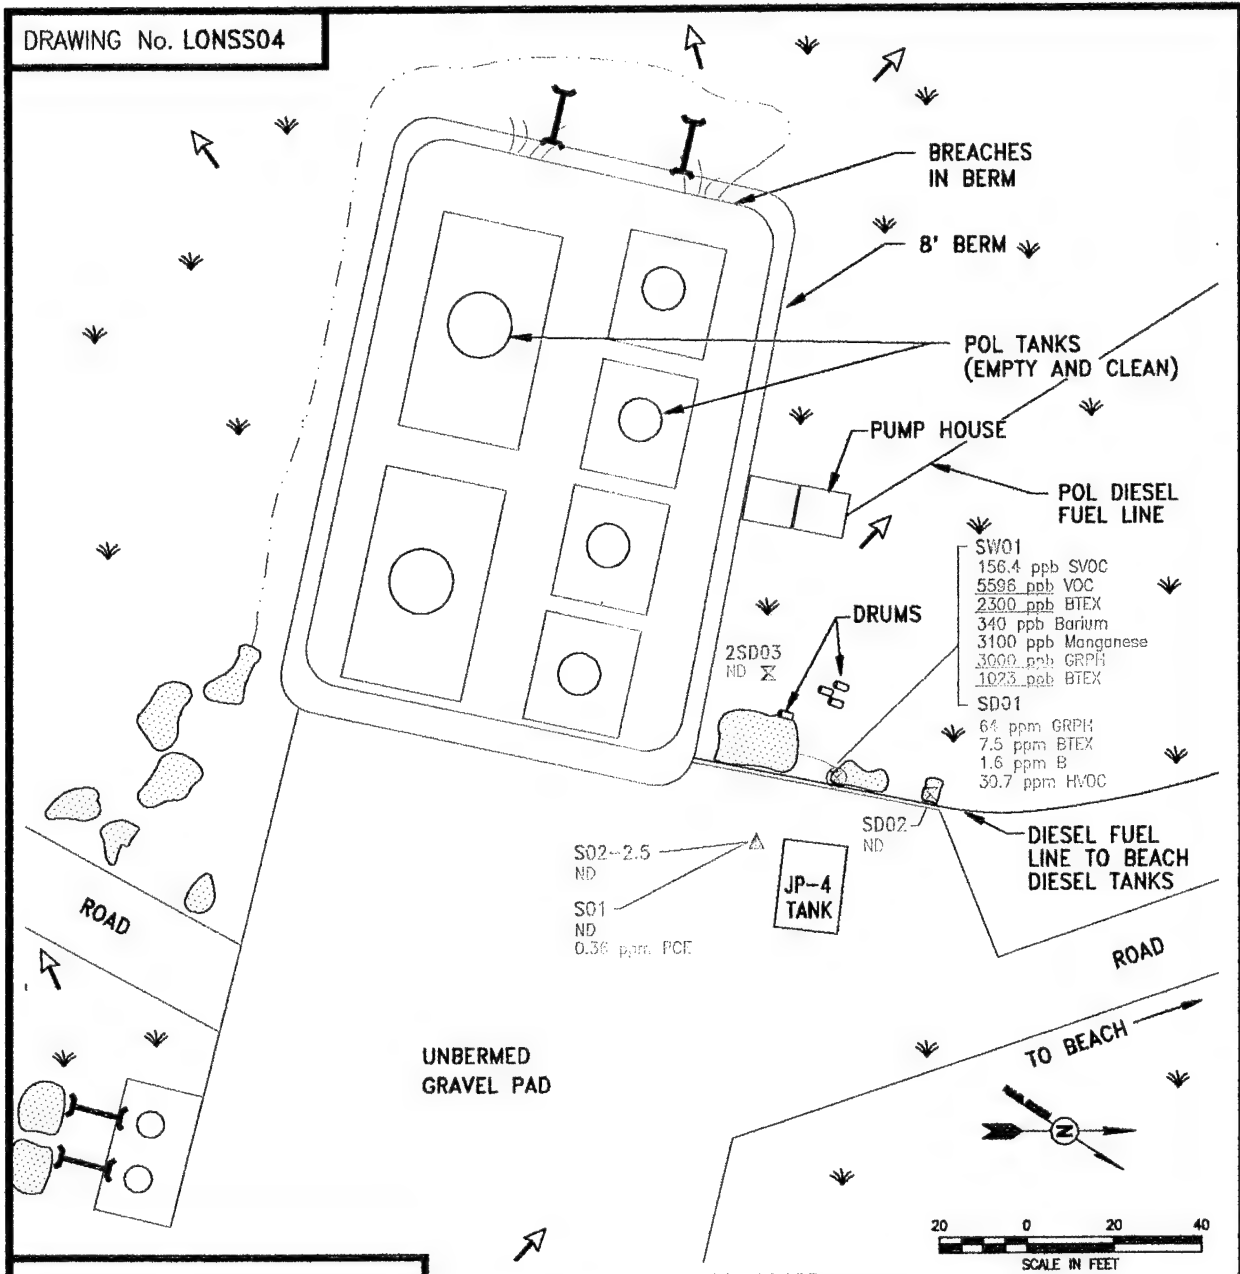 DRAWING No. LONSS04
BREACHES
IN BERM
8' BERM
POL TANKS
(EMPTY AND CLEAN)
PUMP HOUSE
POL DIESEL
FUEL LINE
SW01
156.4 ppb SVOC
5596 ppb VOC
2300 ppb BTEX
340 ppb Barium
3100 ppb Manganese
3000 ppb GRPH
1023 ppb BTEX
SD01
64 ppm GRPH
7.5 ppm BTEX
1.6 ppm B
30.7 ppm HVOC
DRUMS
2SD03
ND
SD02
ND
DIESEL FUEL
LINE TO BEACH
DIESEL TANKS
S02-2.5
ND
S01
ND
0.36 ppm PCE
JP-4
TANK
ROAD
ROAD
TO BEACH
UNBERMED
GRAVEL PAD
N
20 0 20 40
SCALE IN FEET